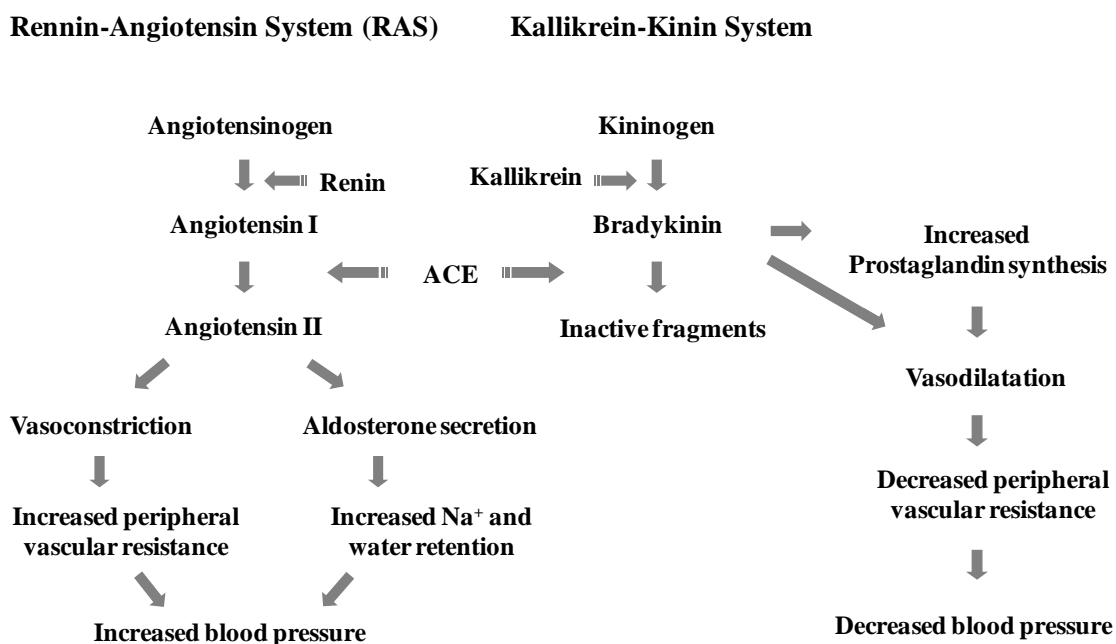 Rennin-Angiotensin System (RAS)
Kallikrein-Kinin System
Angiotensinogen
Kininogen
Renin
Kallikrein
Angiotensin I
Bradykinin
Increased
Prostaglandin synthesis
ACE
Angiotensin II
Inactive fragments
Vasodilatation
Vasoconstriction
Aldosterone secretion
Decreased peripheral
vascular resistance
Increased peripheral
vascular resistance
Increased Na⁺ and
water retention
Increased blood pressure
Decreased blood pressure